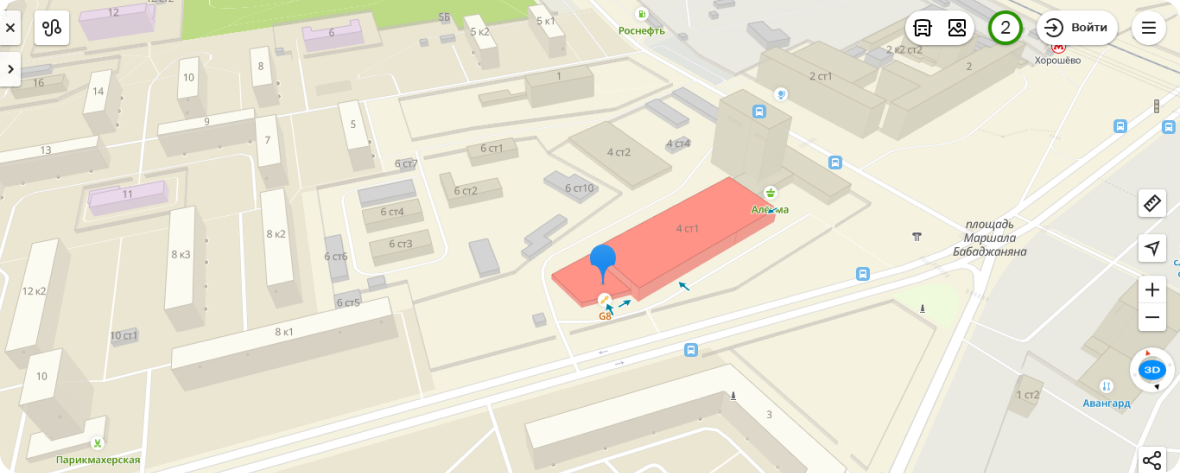 12
6
5Б
5 к2
5 к1
Роснефть
2
Войти
2 к2 ст2
Хорошёво
16
14
10
8
1
2 ст1
2
9
7
5
13
6 ст7
6 ст1
4 ст2
4 ст4
11
6 ст2
6 ст10
Алекма
6 ст4
8 к2
4 ст1
площадь
Маршала
Бабаджаняна
8 к3
6 ст3
6 ст6
12 к2
6 ст5
G8
8 к1
10 ст1
3D
10
1 ст2
Авангард
3
Парикмахерская